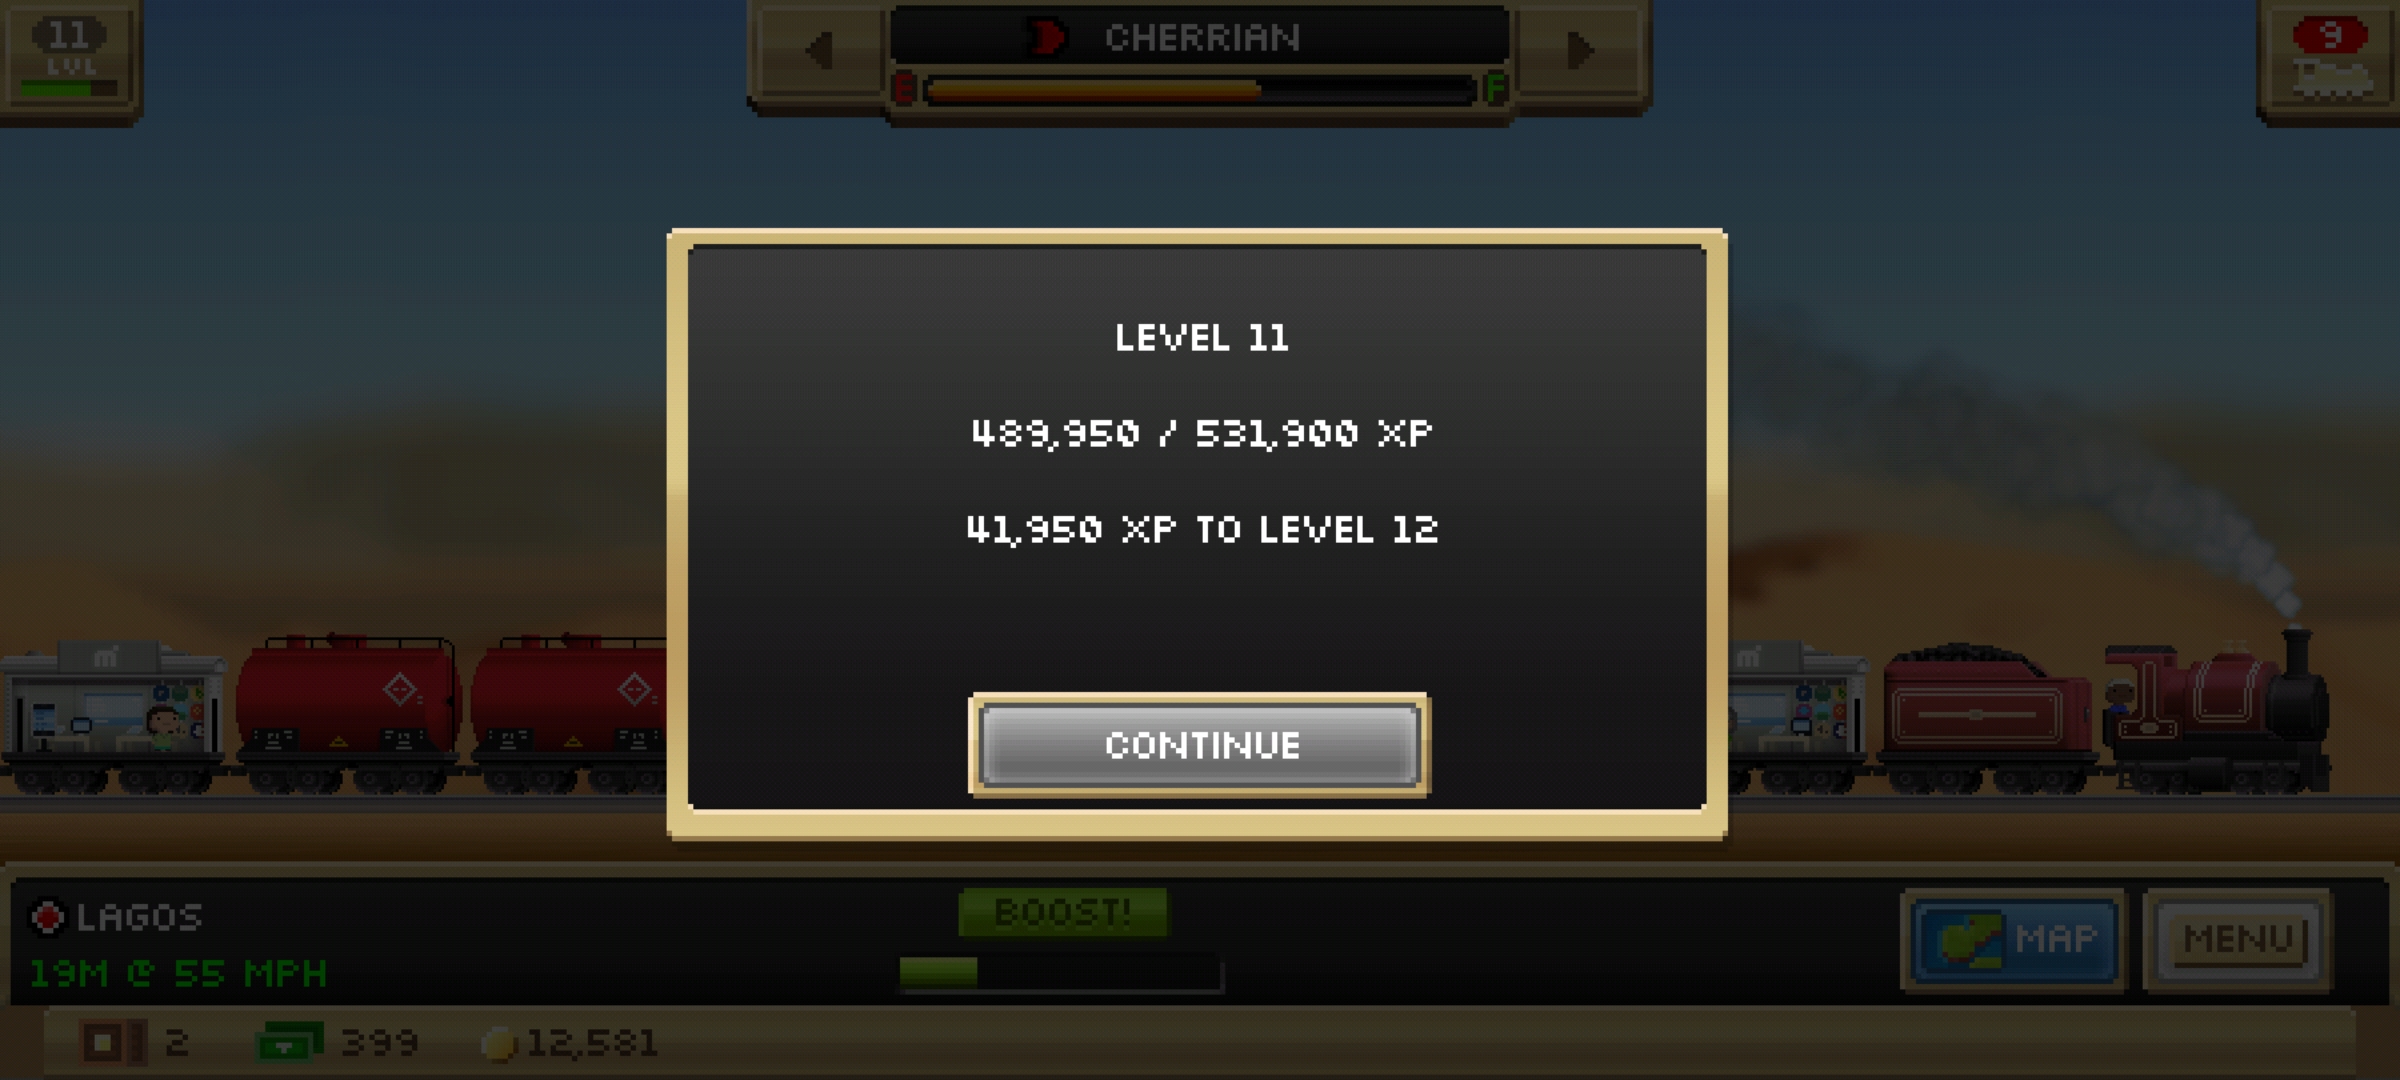 11
LVL
CHERRIAN
E
F
9
LEVEL 11
489,950 / 531,900 XP
41,950 XP TO LEVEL 12
CONTINUE
m
m
LAGOS
19M @ 55 MPH
BOOST!
MAP
MENU
2
399
12,581